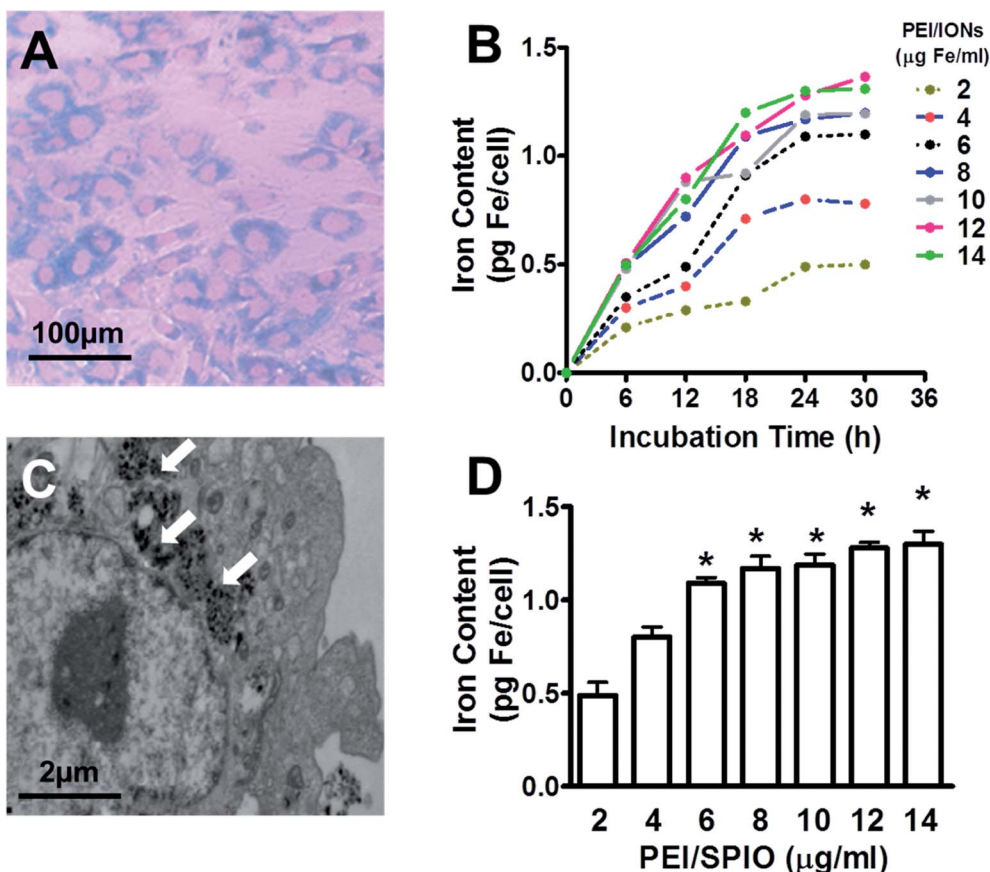 A
100μm
B
Iron Content
(pg Fe/cell)
1.5
1.0
0.5
0.0
0 6 12 18 24 30 36
Incubation Time (h)
PEI/IONs
(μg Fe/ml)
2
4
6
8
10
12
14
C
2μm
D
Iron Content
(pg Fe/cell)
1.5
1.0
0.5
0.0
* * * * *
2 4 6 8 10 12 14
PEI/SPIO (μg/ml)